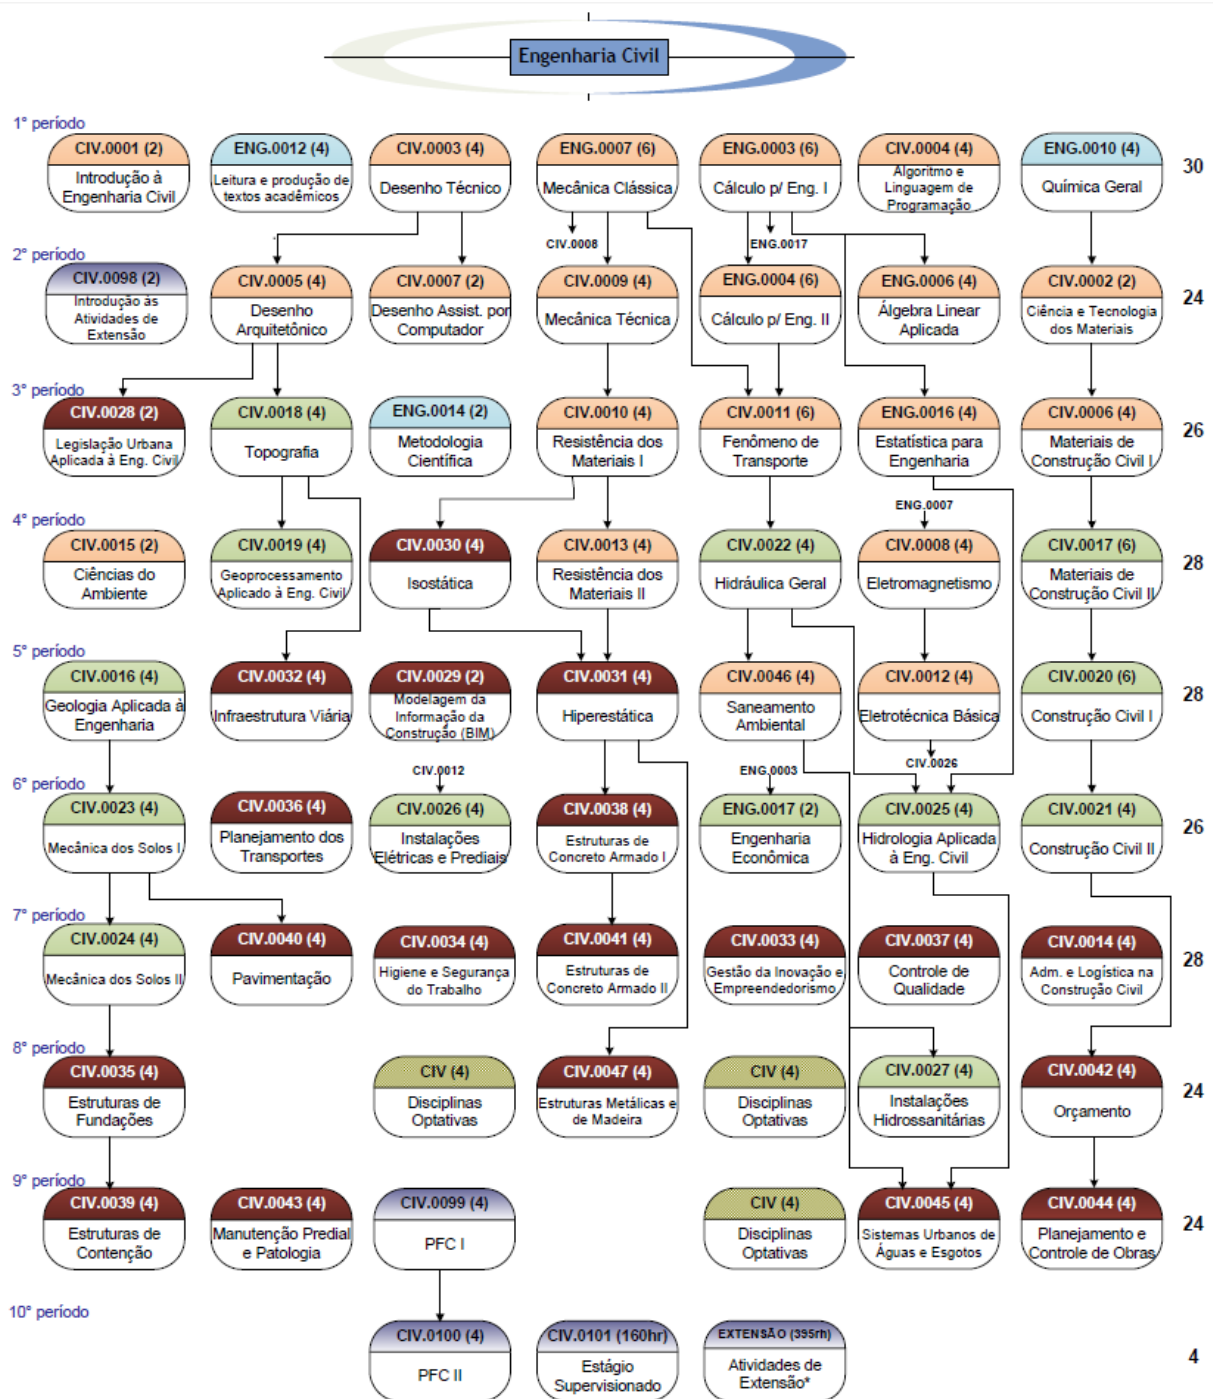 Engenharia Civil
1° período
CIV.0001 (2)
Introdução à
Engenharia Civil
ENG.0012 (4)
Leitura e produção de
textos acadêmicos
CIV.0003 (4)
Desenho Técnico
ENG.0007 (6)
Mecânica Clássica
ENG.0003 (6)
Cálculo p/ Eng. I
CIV.0004 (4)
Algoritmo e
Linguagem de
Programação
ENG.0010 (4)
Química Geral
30
CIV.0008
ENG.0017
2° período
CIV.0098 (2)
Introdução às
Atividades de
Extensão
CIV.0005 (4)
Desenho
Arquitetônico
CIV.0007 (2)
Desenho Assist. por
Computador
CIV.0009 (4)
Mecânica Técnica
ENG.0004 (6)
Cálculo p/ Eng. II
ENG.0006 (4)
Álgebra Linear
Aplicada
CIV.0002 (2)
Ciência e Tecnologia
dos Materiais
24
3° período
CIV.0028 (2)
Legislação Urbana
Aplicada à Eng. Civil
CIV.0018 (4)
Topografia
ENG.0014 (2)
Metodologia
Científica
CIV.0010 (4)
Resistência dos
Materiais I
CIV.0011 (6)
Fenômeno de
Transporte
ENG.0016 (4)
Estatística para
Engenharia
CIV.0006 (4)
Materiais de
Construção Civil I
26
ENG.0007
4° período
CIV.0015 (2)
Ciências do
Ambiente
CIV.0019 (4)
Geoprocessamento
Aplicado à Eng. Civil
CIV.0030 (4)
Isostática
CIV.0013 (4)
Resistência dos
Materiais II
CIV.0022 (4)
Hidráulica Geral
CIV.0008 (4)
Eletromagnetismo
CIV.0017 (6)
Materiais de
Construção Civil II
28
5° período
CIV.0016 (4)
Geologia Aplicada à
Engenharia
CIV.0032 (4)
Infraestrutura Viária
CIV.0029 (2)
Modelagem da
Informação da
Construção (BIM)
CIV.0031 (4)
Hiperestática
CIV.0046 (4)
Saneamento
Ambiental
CIV.0012 (4)
Eletrotécnica Básica
CIV.0020 (6)
Construção Civil I
28
CIV.0012
ENG.0003
CIV.0026
6° período
CIV.0023 (4)
Mecânica dos Solos I
CIV.0036 (4)
Planejamento dos
Transportes
CIV.0026 (4)
Instalações
Elétricas e Prediais
CIV.0038 (4)
Estruturas de
Concreto Armado I
ENG.0017 (2)
Engenharia
Econômica
CIV.0025 (4)
Hidrologia Aplicada
à Eng. Civil
CIV.0021 (4)
Construção Civil II
26
7° período
CIV.0024 (4)
Mecânica dos Solos II
CIV.0040 (4)
Pavimentação
CIV.0034 (4)
Higiene e Segurança
do Trabalho
CIV.0041 (4)
Estruturas de
Concreto Armado II
CIV.0033 (4)
Gestão da Inovação e
Empreendedorismo
CIV.0037 (4)
Controle de
Qualidade
CIV.0014 (4)
Adm. e Logística na
Construção Civil
28
8° período
CIV.0035 (4)
Estruturas de
Fundações
CIV (4)
Disciplinas
Optativas
CIV.0047 (4)
Estruturas Metálicas e
de Madeira
CIV (4)
Disciplinas
Optativas
CIV.0027 (4)
Instalações
Hidrossanitárias
CIV.0042 (4)
Orçamento
24
9° período
CIV.0039 (4)
Estruturas de
Contenção
CIV.0043 (4)
Manutenção Predial
e Patologia
CIV.0099 (4)
PFC I
CIV (4)
Disciplinas
Optativas
CIV.0045 (4)
Sistemas Urbanos de
Águas e Esgotos
CIV.0044 (4)
Planejamento e
Controle de Obras
24
10° período
CIV.0100 (4)
PFC II
CIV.0101 (160hr)
Estágio
Supervisionado
EXTENSÃO (395rh)
Atividades de
Extensão*
4